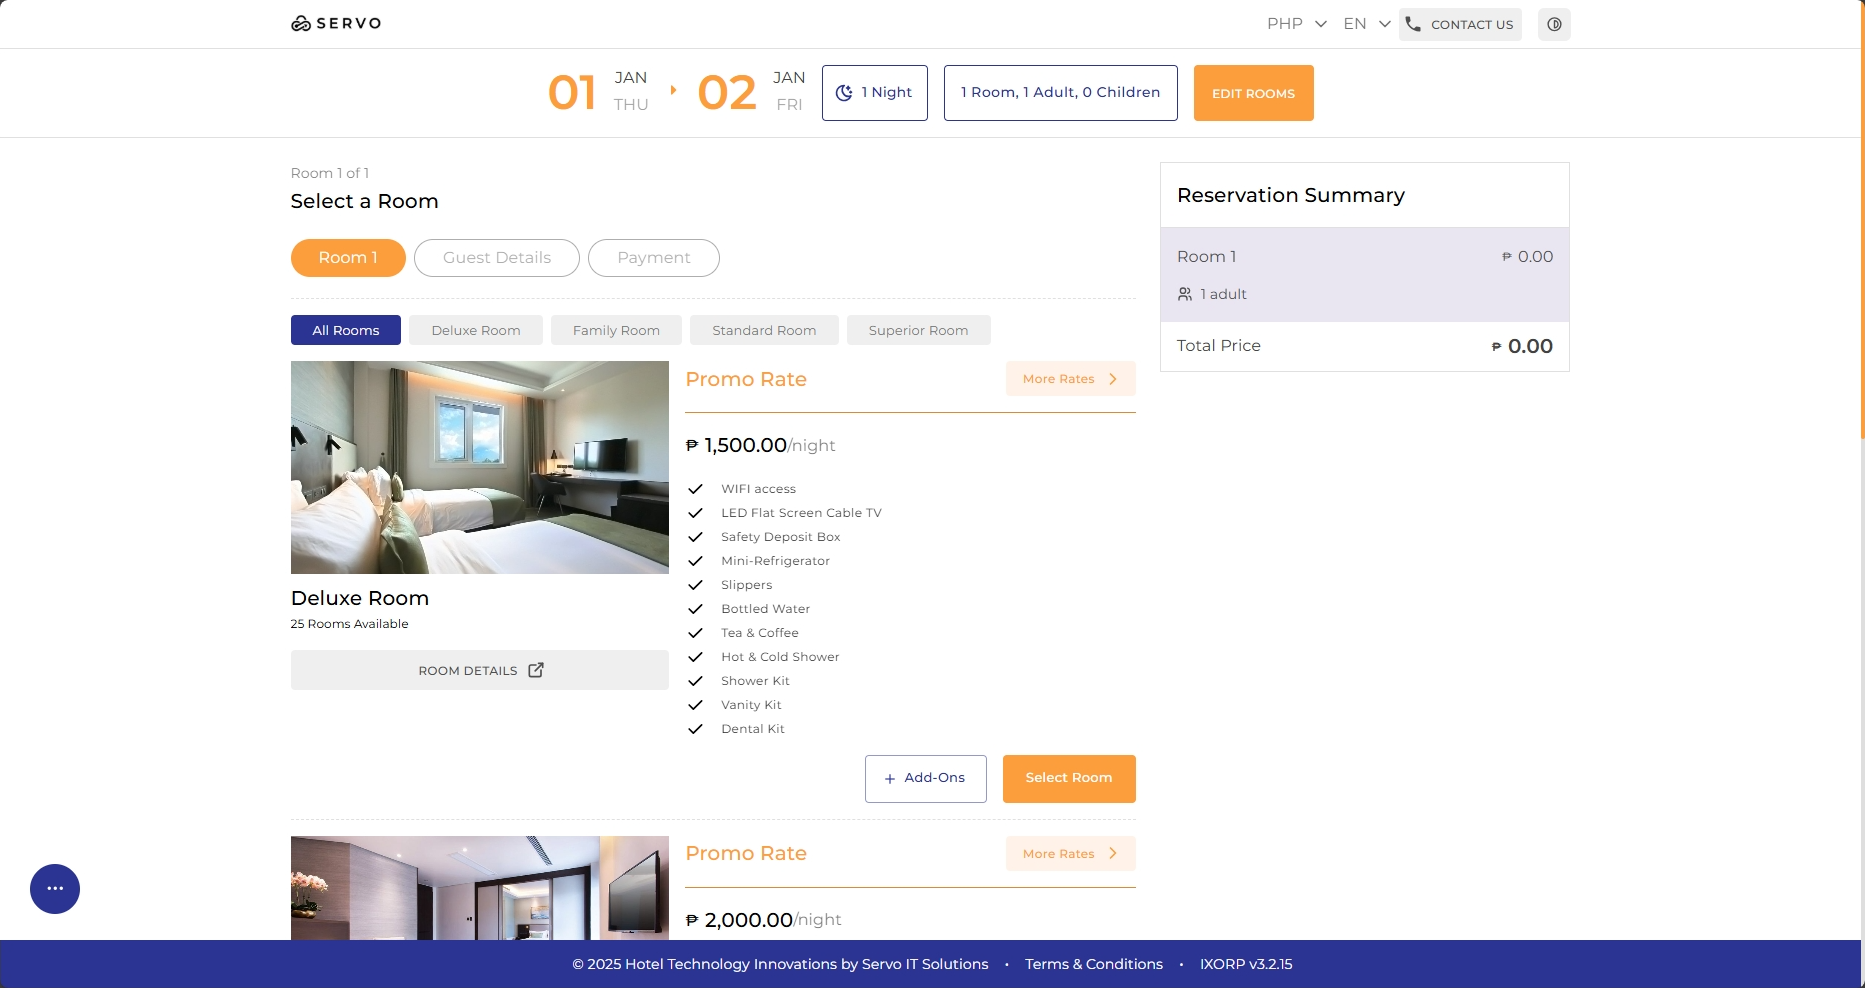 SERVO
PHP
EN
CONTACT US
01
JAN
THU
02
JAN
FRI
1 Night
1 Room, 1 Adult, 0 Children
EDIT ROOMS
Room 1 of 1
Select a Room
Room 1
Guest Details
Payment
All Rooms
Deluxe Room
Family Room
Standard Room
Superior Room
Promo Rate
More Rates
₱ 1,500.00/night
WIFI access
LED Flat Screen Cable TV
Safety Deposit Box
Mini-Refrigerator
Slippers
Bottled Water
Tea & Coffee
Hot & Cold Shower
Shower Kit
Vanity Kit
Dental Kit
Deluxe Room
25 Rooms Available
ROOM DETAILS
+ Add-Ons
Select Room
Promo Rate
More Rates
₱ 2,000.00/night
Reservation Summary
Room 1
₱ 0.00
1 adult
Total Price
₱ 0.00
© 2025 Hotel Technology Innovations by Servo IT Solutions • Terms & Conditions • IXORP v3.2.15